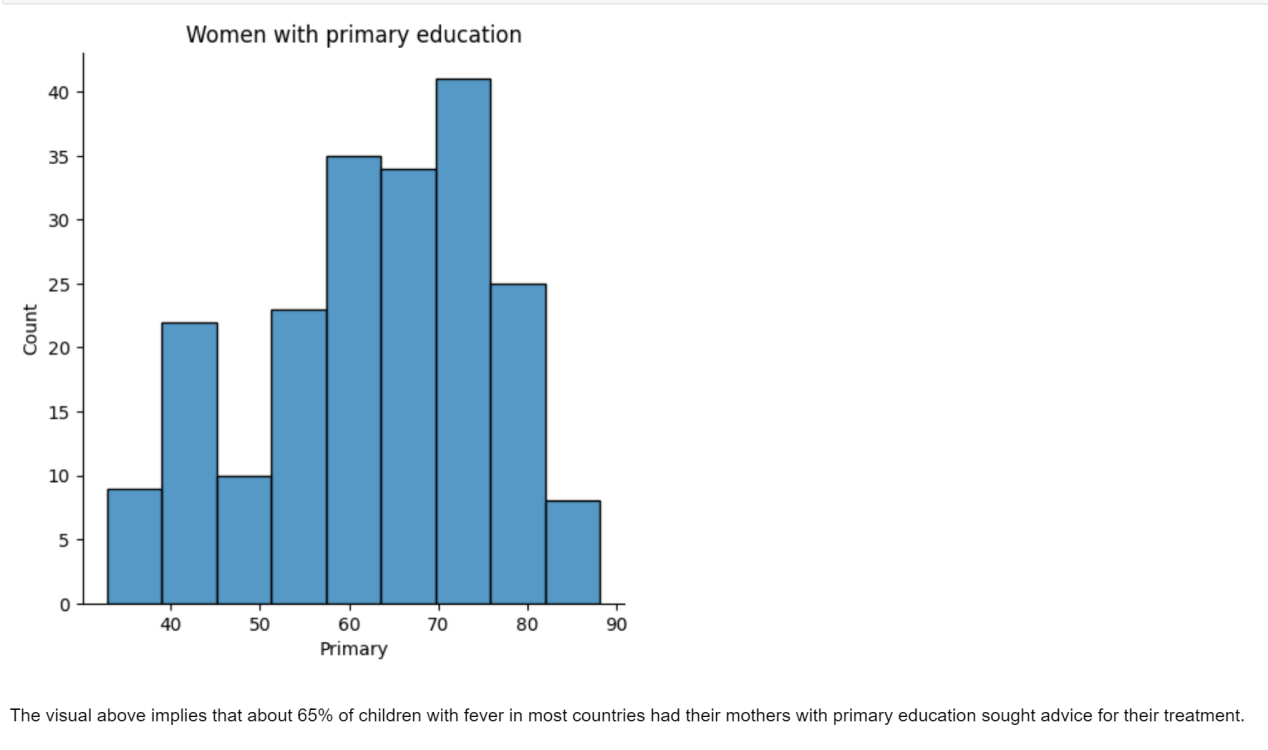 Women with primary education
40
35
30
25
20
15
10
5
0
Count
40 50 60 70 80 90
Primary
The visual above implies that about 65% of children with fever in most countries had their mothers with primary education sought advice for their treatment.